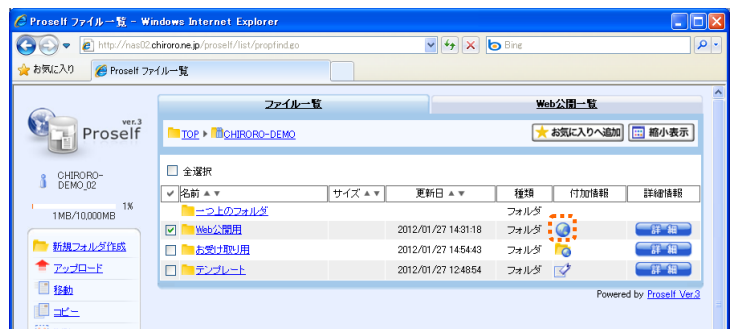 Proself ファイル一覧 - Windows Internet Explorer
http://nas02.chiroro.ne.jp/proself/list/propfind.go
Bing
お気に入り
Proself ファイル一覧
ファイル一覧
Web公開一覧
ver.3
Proself
TOP
CHIRORO-DEMO
お気に入りへ追加
縮小表示
CHIRORO-
DEMO_02
全選択
名前 ▲▼ サイズ ▲▼ 更新日 ▲▼ 種類 付加情報 詳細情報
1%
1MB/10,000MB
一つ上のフォルダ フォルダ
Web公開用 2012/01/27 14:31:18 フォルダ 詳 細
新規フォルダ作成
お受け取り用 2012/01/27 14:54:43 フォルダ 詳 細
アップロード
テンプレート 2012/01/27 12:48:54 フォルダ 詳 細
移動
Powered by Proself Ver.3
コピー